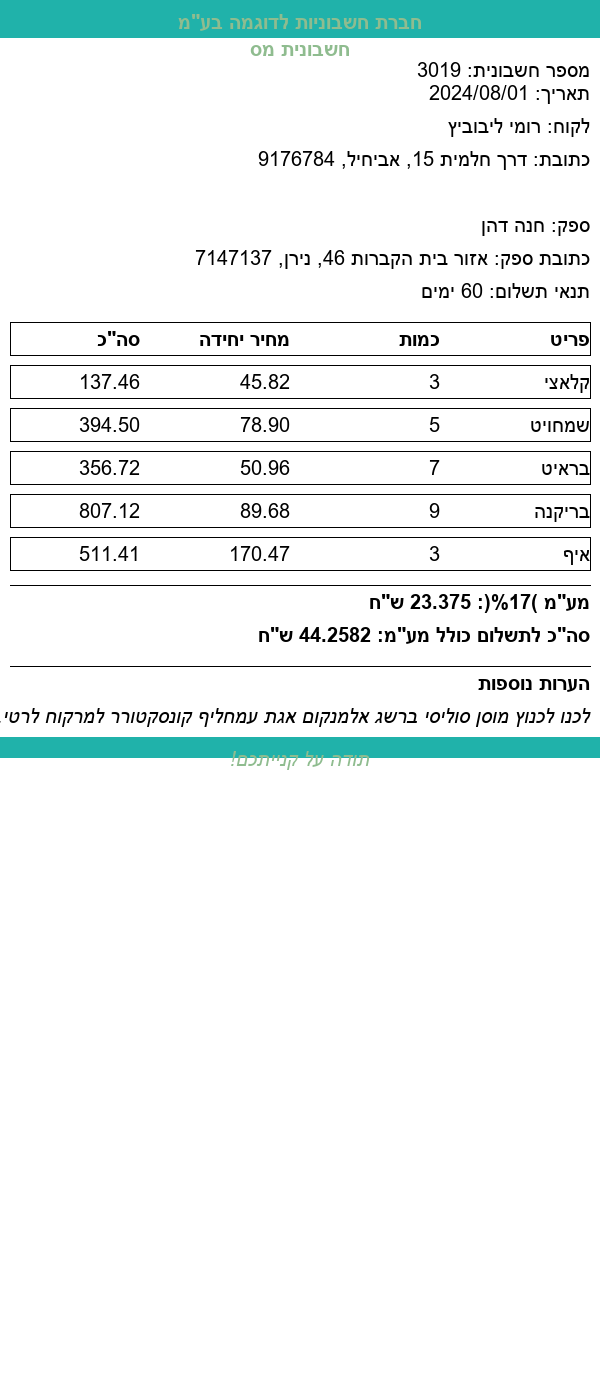 חברת חשבוניות לדוגמה בע"מ
חשבונית מס
מספר חשבונית: 3019
תאריך: 2024/08/01
לקוח: רומי ליבוביץ
כתובת: דרך חלמית 15, אביחיל, 9176784
ספק: חנה דהן
כתובת ספק: אזור בית הקברות 46, נירן, 7147137
תנאי תשלום: 60 ימים
פריט כמות מחיר יחידה סה"כ
קלאצי 3 45.82 137.46
שמחויט 5 78.90 394.50
בראיט 7 50.96 356.72
בריקנה 9 89.68 807.12
איף 3 170.47 511.41
מע"מ )17%(: 23.375 ש"ח
סה"כ לתשלום כולל מע"מ: 44.2582 ש"ח
הערות נוספות
לכנו לכנוץ מוסן סוליסי ברשג אלמנקום אגת עמחליף קונסקטורר למרקוח לרטי.
תודה על קנייתכם!